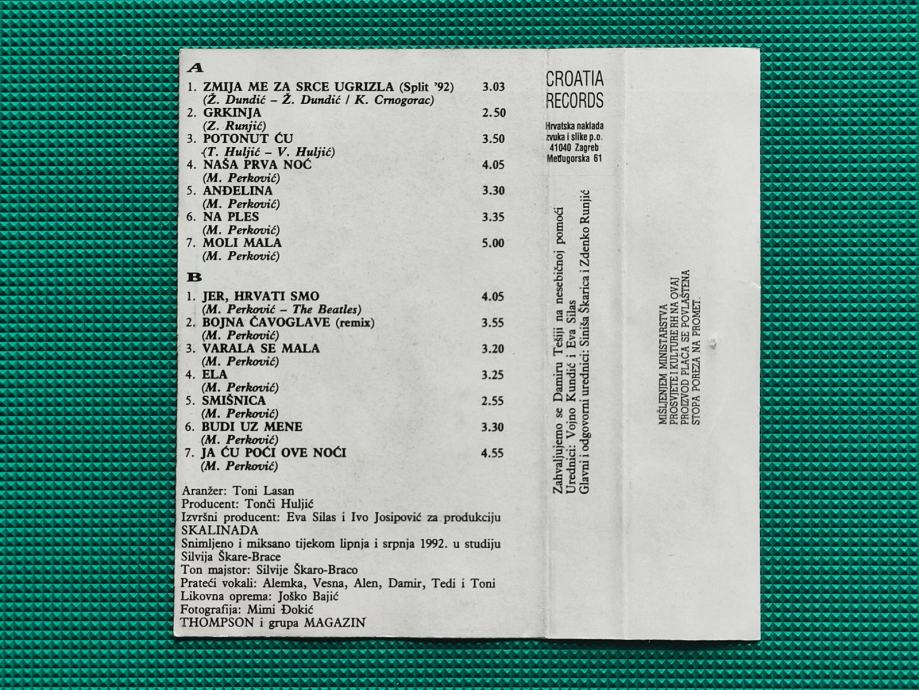 A
1. ZMIJA ME ZA SRCE UGRIZLA (Split '92) 3.03
(Ž. Dundić – Ž. Dundić / K. Crnogorac)
2. GRKINJA 2.50
(Z. Runjić)
3. POTONUT ĆU 3.50
(T. Huljić – V. Huljić)
4. NAŠA PRVA NOĆ 4.05
(M. Perković)
5. ANĐELINA 3.30
(M. Perković)
6. NA PLES 3.35
(M. Perković)
7. MOLI MALA 5.00
(M. Perković)
B
1. JER, HRVATI SMO 4.05
(M. Perković – The Beatles)
2. BOJNA ČAVOGLAVE (remix) 3.55
(M. Perković)
3. VARALA SE MALA 3.20
(M. Perković)
4. ELA 3.25
(M. Perković)
5. SMIŠNICA 2.55
(M. Perković)
6. BUDI UZ MENE 3.30
(M. Perković)
7. JA ĆU POĆI OVE NOĆI 4.55
(M. Perković)
Aranžer: Toni Lasan
Producent: Tonči Huljić
Izvršni producent: Eva Silas i Ivo Josipović za produkciju
SKALINADA
Snimljeno i miksano tijekom lipnja i srpnja 1992. u studiju
Silvija Škare-Brace
Ton majstor: Silvije Škaro-Braco
Prateći vokali: Alemka, Vesna, Alen, Damir, Tedi i Toni
Likovna oprema: Joško Bajić
Fotografija: Mimi Đokić
THOMPSON i grupa MAGAZIN
CROATIA
RECORDS
Hrvatska naklada
zvuka i slike p.o.
41040 Zagreb
Međugorska 61
Zahvaljujemo se Damiru Tešiji na nesebičnoj pomoći
Urednici: Vojno Kundić i Eva Silas
Glavni i odgovorni urednici: Siniša Škarica i Zdenko Runjić
MIŠLJENJEM MINISTARSTVA
PROSVJETE I KULTURE RH NA OVAJ
PROIZVOD PLAĆA SE POVLAŠTENA
STOPA POREZA NA PROMET.